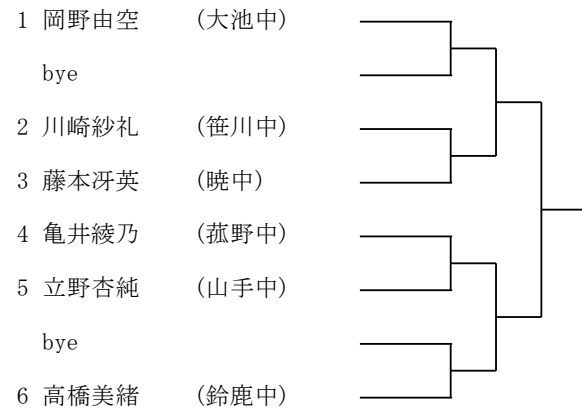 1 岡野由空 (大池中)
bye
2 川崎紗礼 (笹川中)
3 藤本冴英 (暁中)
4 亀井綾乃 (菰野中)
5 立野杏純 (山手中)
bye
6 高橋美緒 (鈴鹿中)